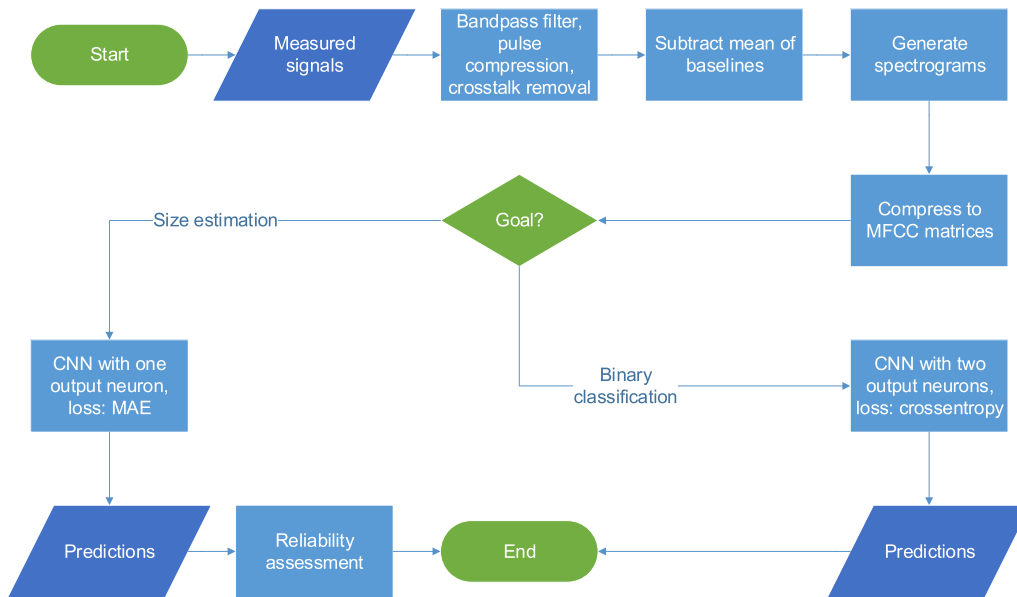 Start
Measured
signals
Bandpass filter,
pulse
compression,
crosstalk removal
Subtract mean of
baselines
Generate
spectrograms
Size estimation
Goal?
Compress to
MFCC matrices
CNN with one
output neuron,
loss: MAE
Binary
classification
CNN with two
output neurons,
loss: crossentropy
Predictions
Reliability
assessment
End
Predictions